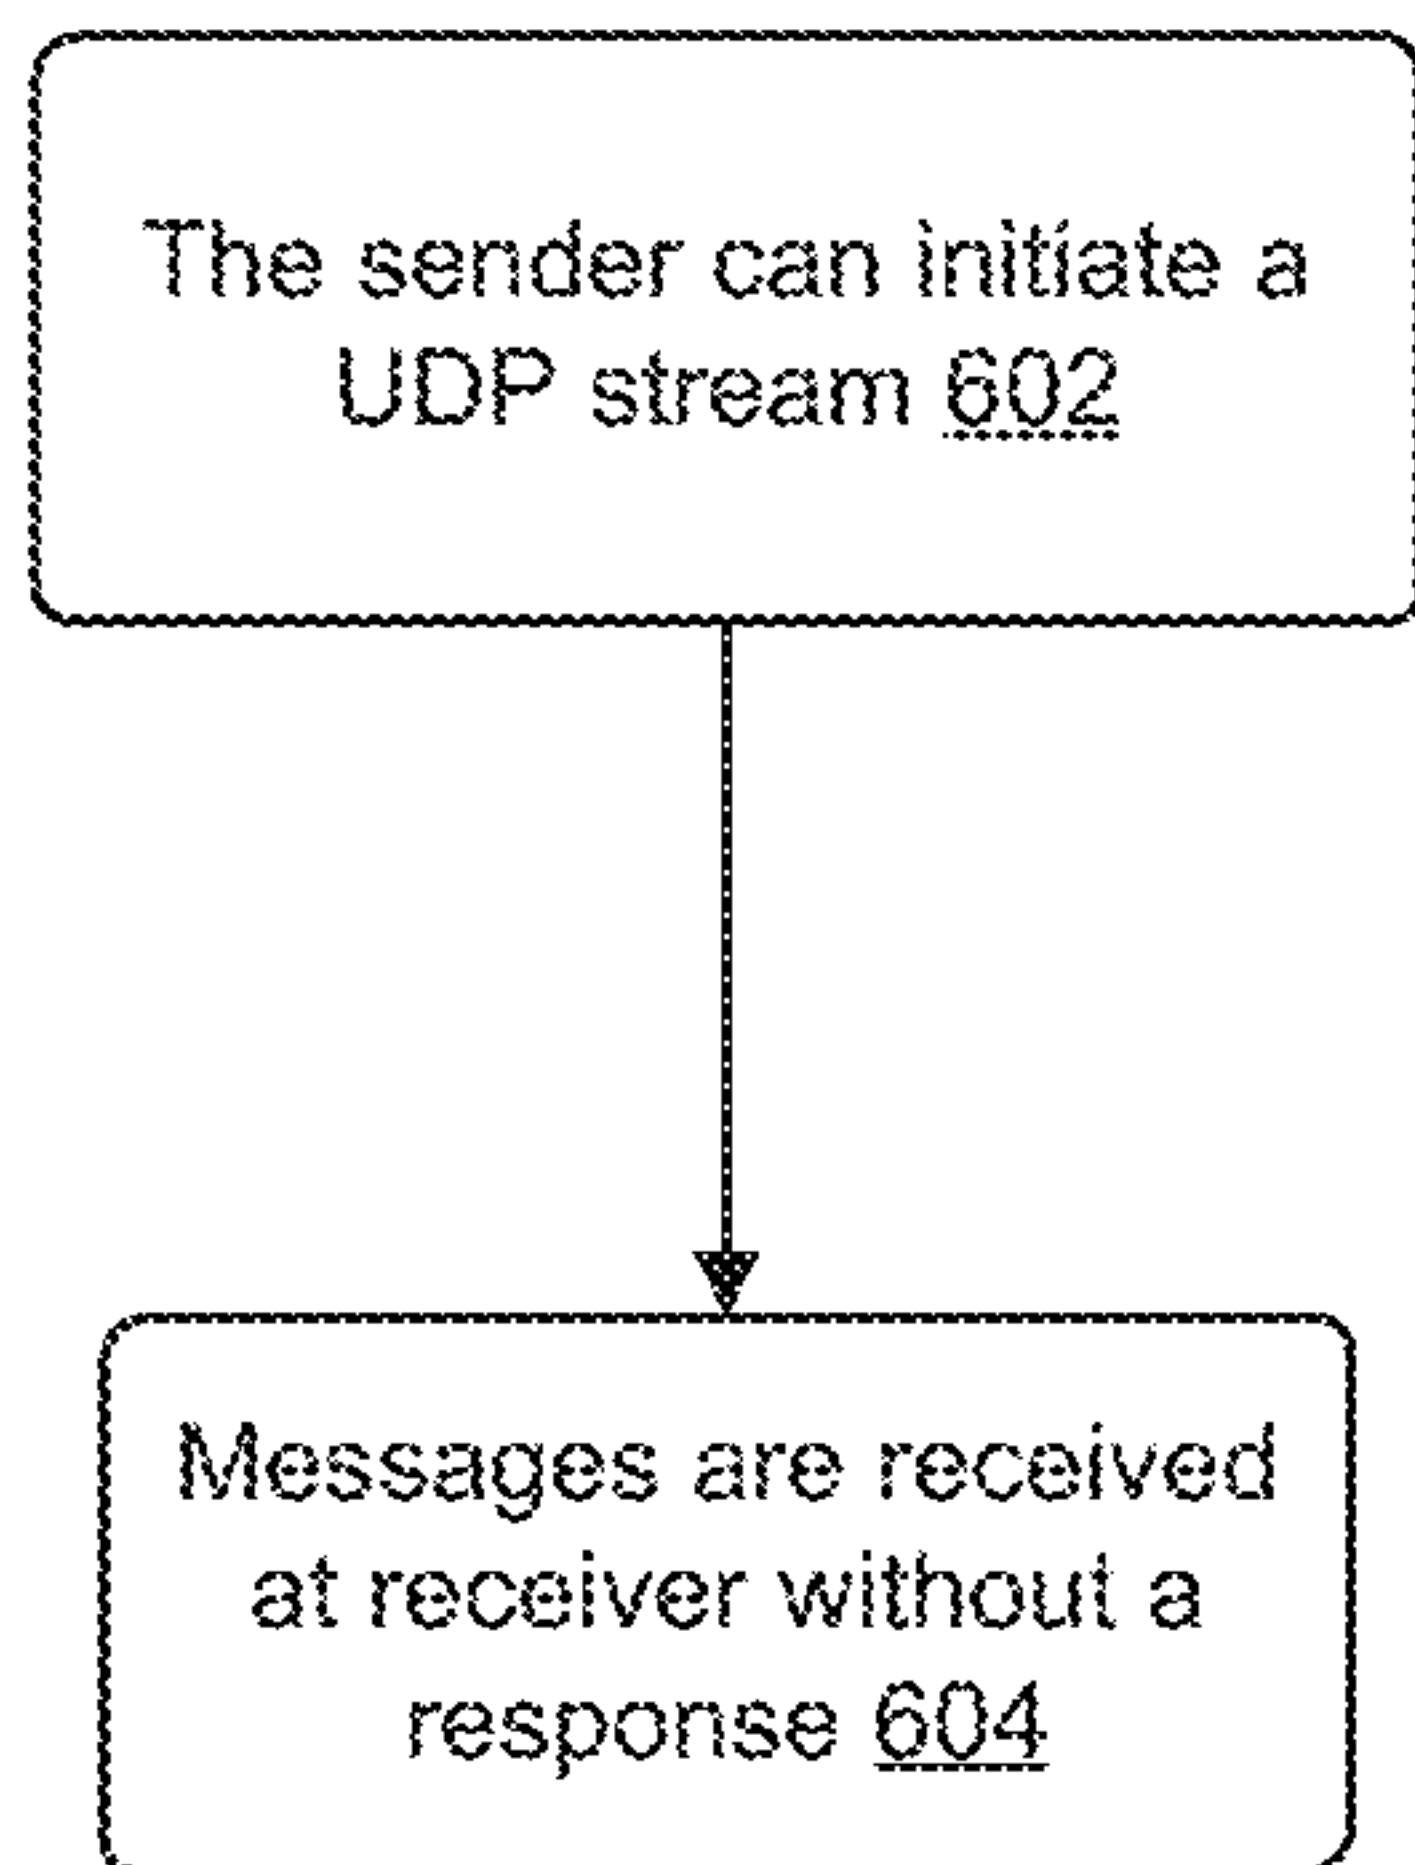 The sender can initiate a
UDP stream 602
Messages are received
at receiver without a
response 604